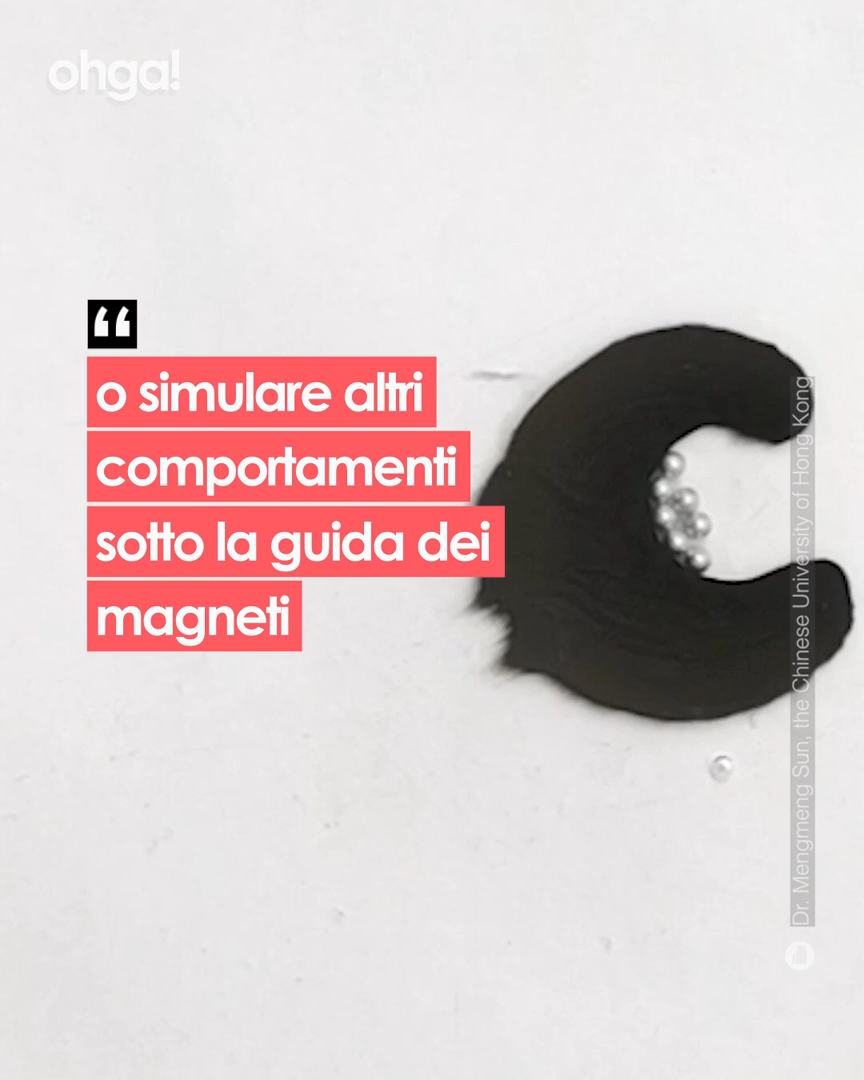 ohga!
“
o simulare altri
comportamenti
sotto la guida dei
magneti
Dr. Mengmeng Sun, the Chinese University of Hong Kong